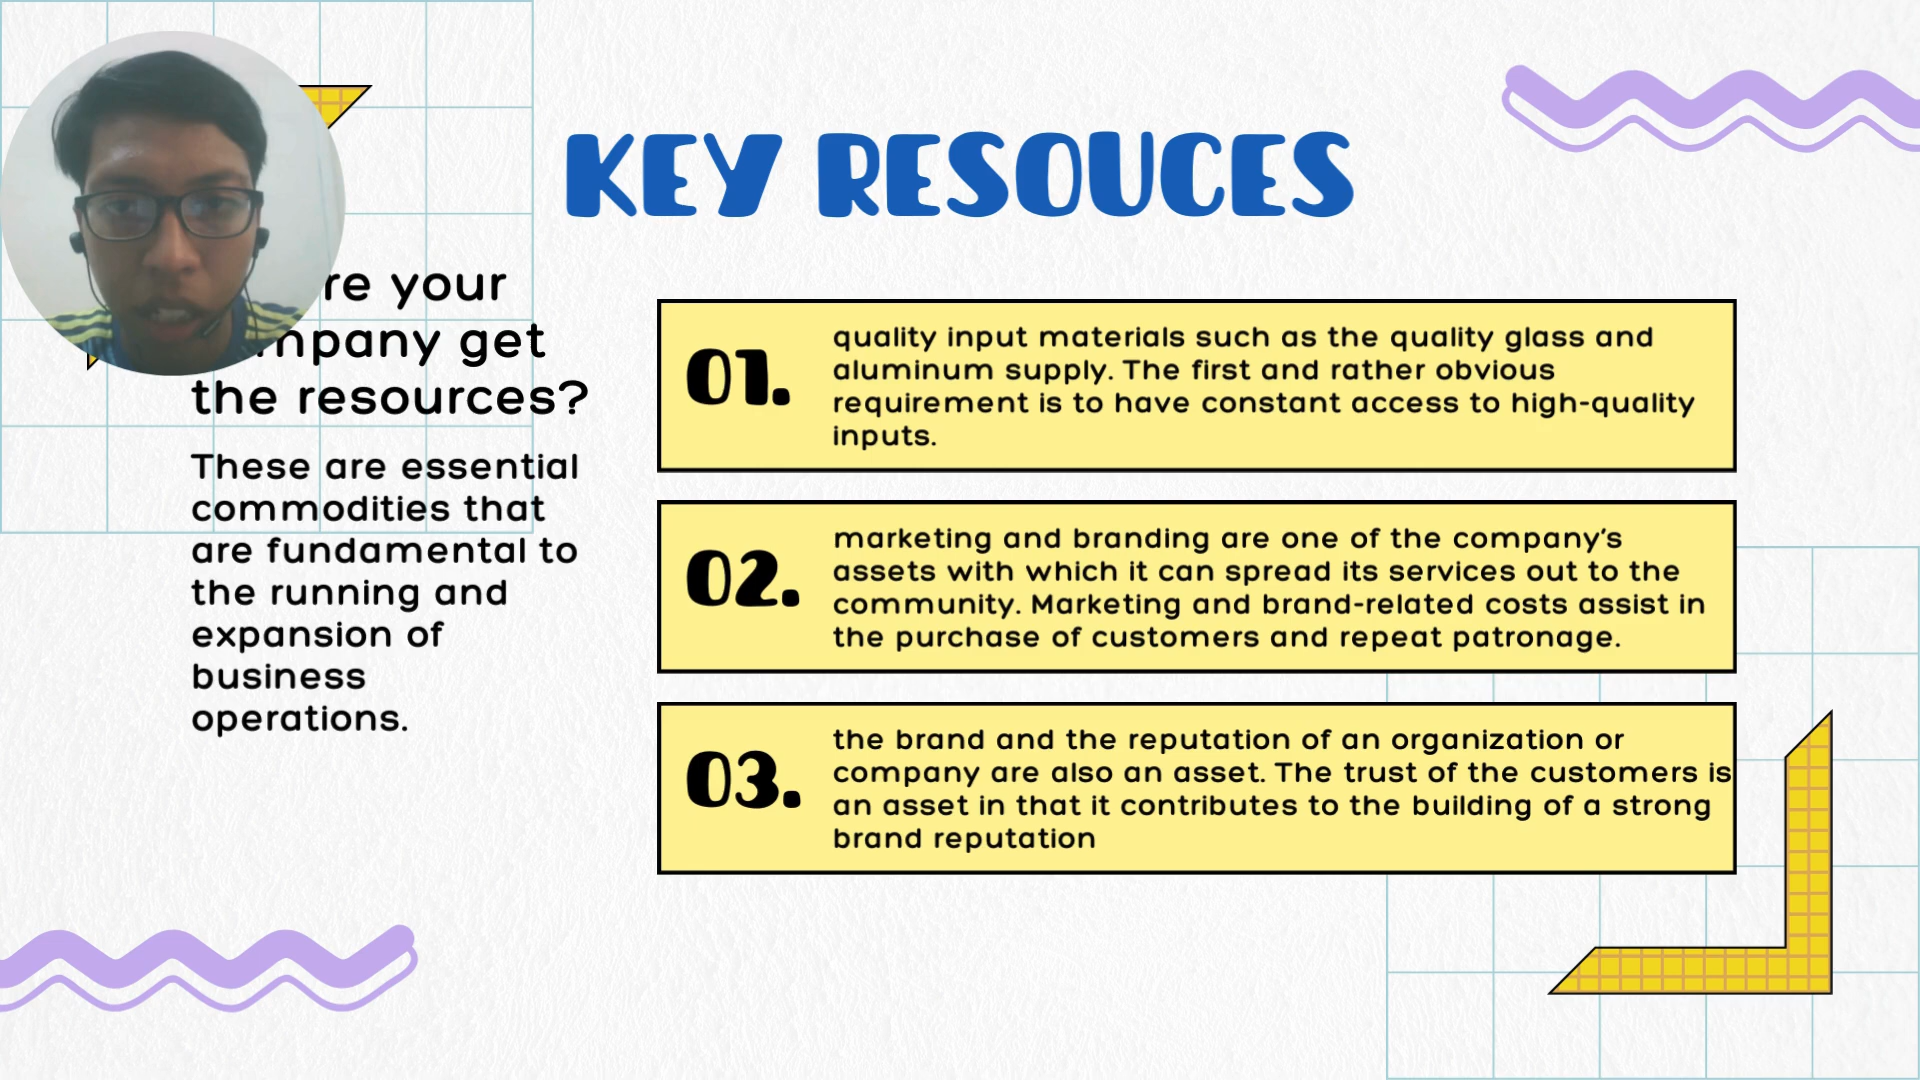 KEY RESOUCES
your
get
the resources?
These are essential
commodities that
are fundamental to
the running and
expansion of
business
operations.
01.
quality input materials such as the quality glass and
aluminum supply. The first and rather obvious
requirement is to have constant access to high-quality
inputs.
02.
marketing and branding are one of the company's
assets with which it can spread its services out to the
community. Marketing and brand-related costs assist in
the purchase of customers and repeat patronage.
03.
the brand and the reputation of an organization or
company are also an asset. The trust of the customers is
an asset in that it contributes to the building of a strong
brand reputation